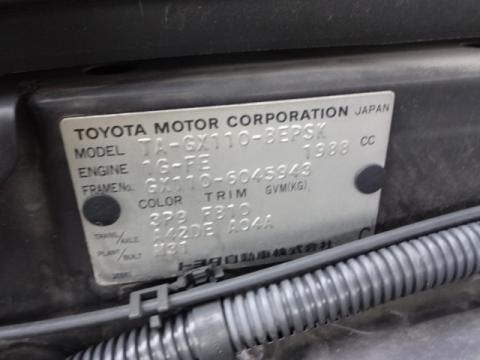 TOYOTA MOTOR CORPORATION JAPAN
MODEL TA-GX110-BEPSK
ENGINE 1G-FE 1988 CC
FRAME NO. GX110-6045943
COLOR TRIM GVM(KG)
3P9 FB10
TRANS/AXLE A42DE A04A
PLANT/BUILT M31
トヨタ自動車株式会社 C